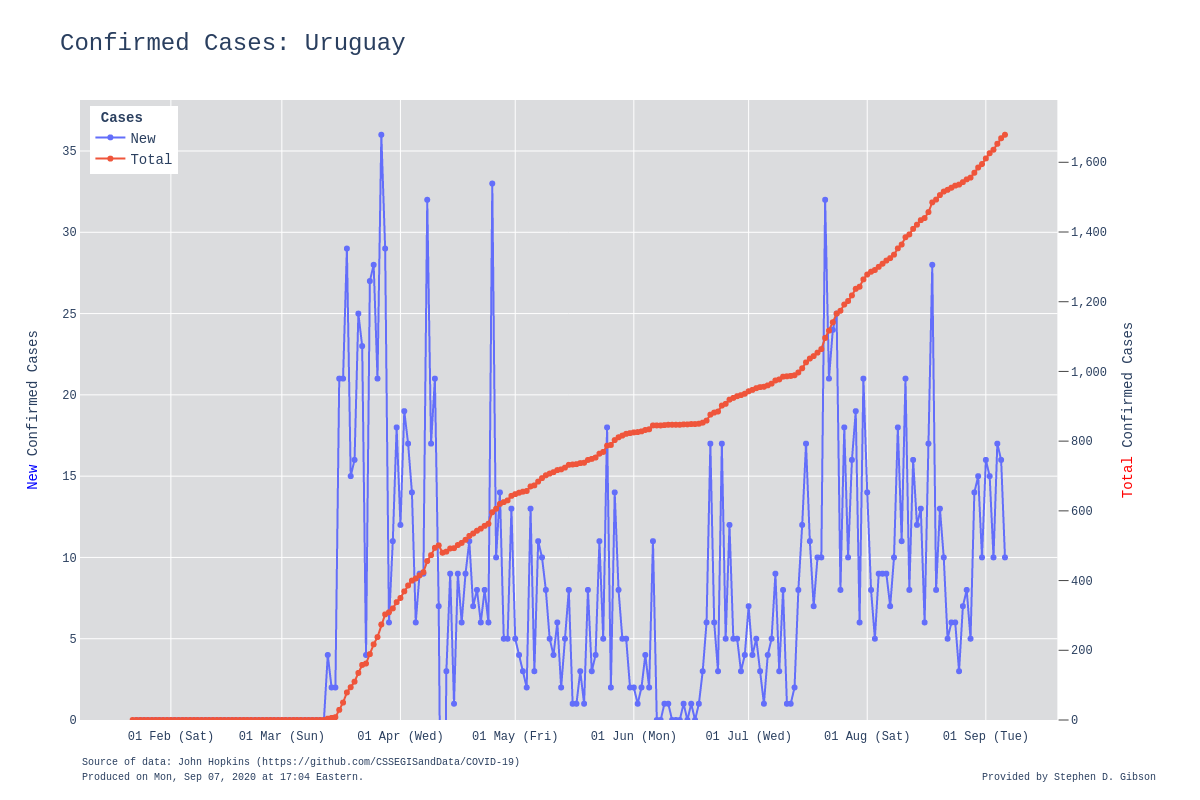 Confirmed Cases: Uruguay
Cases
New
Total
35
30
25
20
15
10
5
0
1,600
1,400
1,200
1,000
800
600
400
200
0
New Confirmed Cases
Total Confirmed Cases
01 Feb (Sat)
01 Mar (Sun)
01 Apr (Wed)
01 May (Fri)
01 Jun (Mon)
01 Jul (Wed)
01 Aug (Sat)
01 Sep (Tue)
Source of data: John Hopkins (https://github.com/CSSEGISandData/COVID-19)
Produced on Mon, Sep 07, 2020 at 17:04 Eastern.
Provided by Stephen D. Gibson